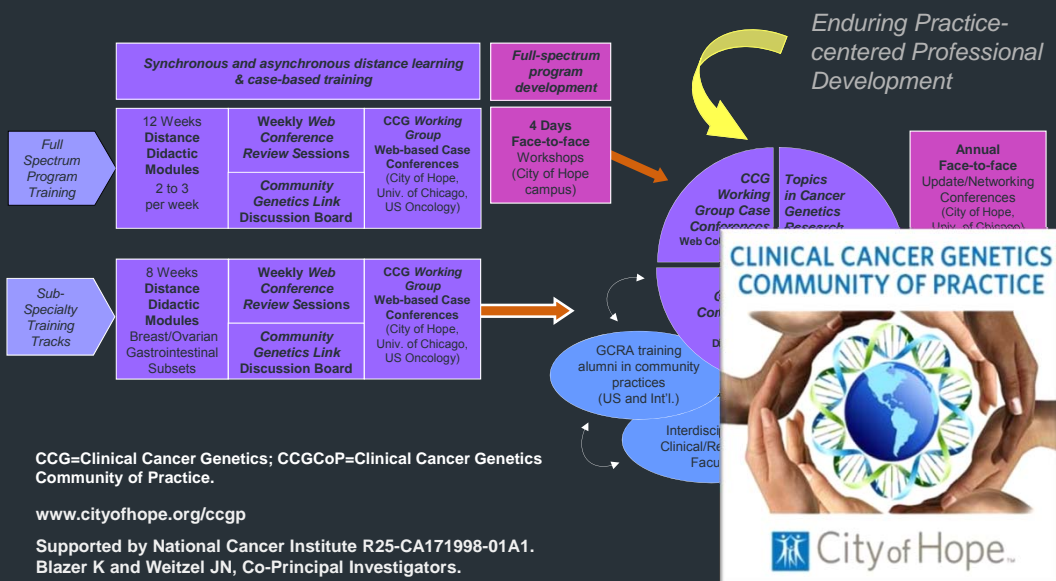 Enduring Practice-
centered Professional
Development
Synchronous and asynchronous distance learning
& case-based training
Full-spectrum
program
development
Full
Spectrum
Program
Training
12 Weeks
Distance
Didactic
Modules
2 to 3
per week
Weekly Web
Conference
Review Sessions
Community
Genetics Link
Discussion Board
CCG Working
Group
Web-based Case
Conferences
(City of Hope,
Univ. of Chicago,
US Oncology)
4 Days
Face-to-face
Workshops
(City of Hope
campus)
CCG
Working
Group Case
Conferences
Web
Topics
in Cancer
Genetics
Research
Annual
Face-to-face
Update/Networking
Conferences
(City of Hope,
Univ. of Chicago)
Sub-
Specialty
Training
Tracks
8 Weeks
Distance
Didactic
Modules
Breast/Ovarian
Gastrointestinal
Subsets
Weekly Web
Conference
Review Sessions
Community
Genetics Link
Discussion Board
CCG Working
Group
Web-based Case
Conferences
(City of Hope,
Univ. of Chicago,
US Oncology)
GCRA training
alumni in community
practices
(US and Int'l.)
CLINICAL CANCER GENETICS
COMMUNITY OF PRACTICE
City of Hope™
CCG=Clinical Cancer Genetics; CCGCoP=Clinical Cancer Genetics
Community of Practice.
www.cityofhope.org/ccgp
Supported by National Cancer Institute R25-CA171998-01A1.
Blazer K and Weitzel JN, Co-Principal Investigators.